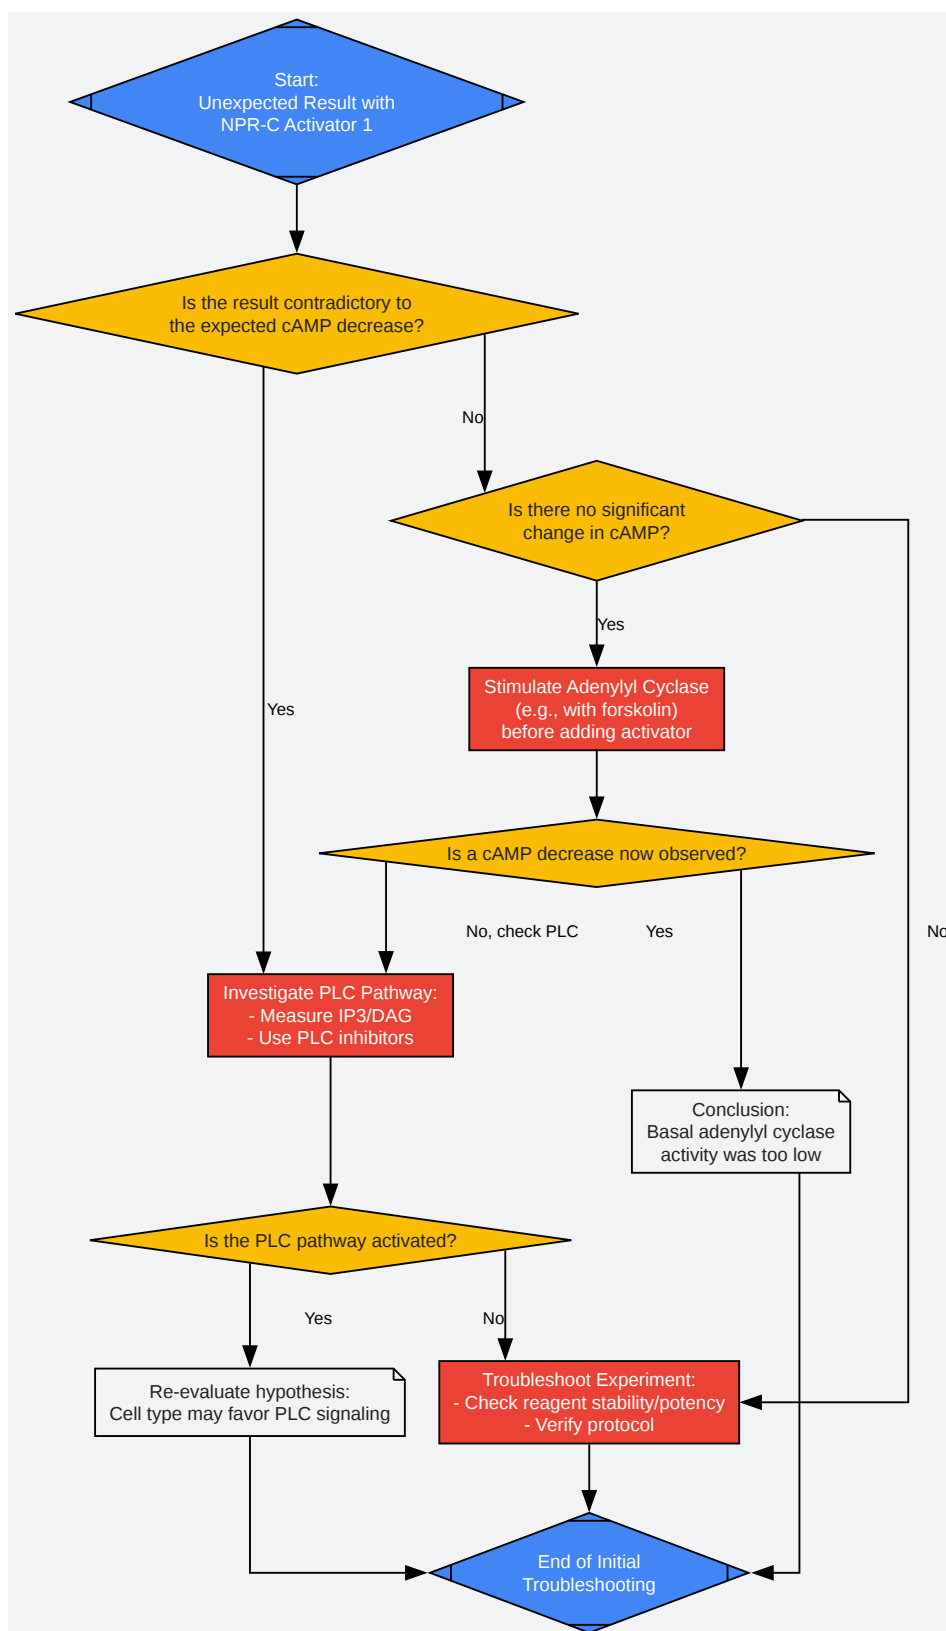 Start:
Unexpected Result with
NPR-C Activator 1
Is the result contradictory to
the expected cAMP decrease?
No
Is there no significant
change in cAMP?
Yes
Stimulate Adenylyl Cyclase
(e.g., with forskolin)
before adding activator
Yes
Is a cAMP decrease now observed?
No, check PLC
Yes
No
Investigate PLC Pathway:
- Measure IP3/DAG
- Use PLC inhibitors
Conclusion:
Basal adenylyl cyclase
activity was too low
Is the PLC pathway activated?
Yes
No
Re-evaluate hypothesis:
Cell type may favor PLC signaling
Troubleshoot Experiment:
- Check reagent stability/potency
- Verify protocol
End of Initial
Troubleshooting